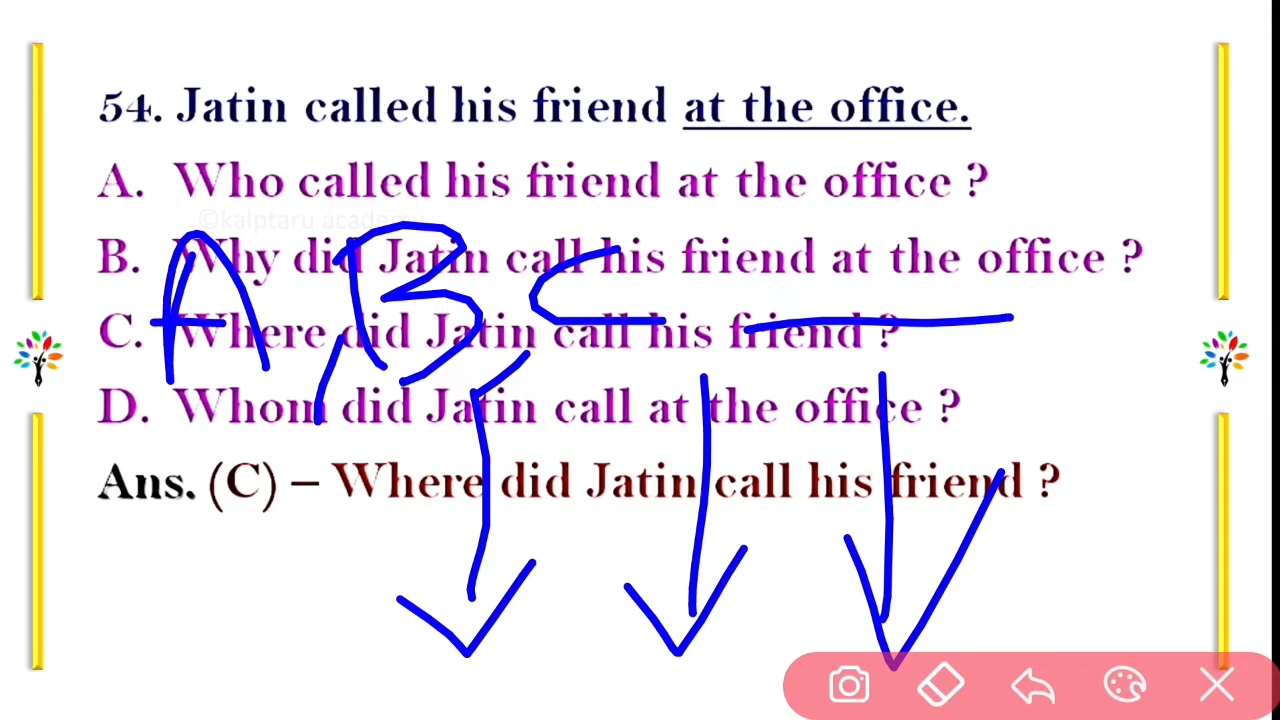 54. Jatin called his friend at the office.
A. Who called his friend at the office ?
©kalptaru academy
B. Why did Jatin call his friend at the office ?
A, B, C
C. Where did Jatin call his friend ?
D. Whom did Jatin call at the office ?
Ans. (C) – Where did Jatin call his friend ?